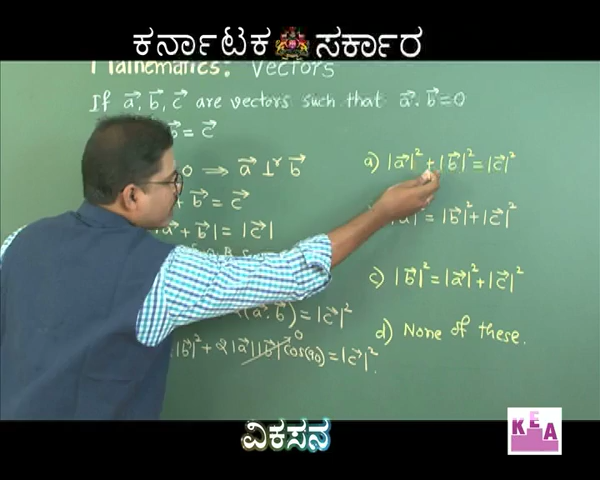 ಕರ್ನಾಟಕ ಸರ್ಕಾರ
Mathematics: Vectors
If a⃗, b⃗, c⃗ are vectors such that a⃗. b⃗=0
b⃗ = c⃗
0 ⇒ a⃗ ⊥ʳ b⃗
+ b⃗ = c⃗
|a⃗ + b⃗| = |c⃗|
(a⃗. b⃗) = |c⃗|²
|b⃗|² + 2|a⃗||b⃗| cos(90) = |c⃗|²
0
a) |a⃗|² + |b⃗|² = |c⃗|²
|a⃗|² = |b⃗|² + |c⃗|²
c) |b⃗|² = |a⃗|² + |c⃗|²
d) None of these.
ವಿಕಸನ
KEA